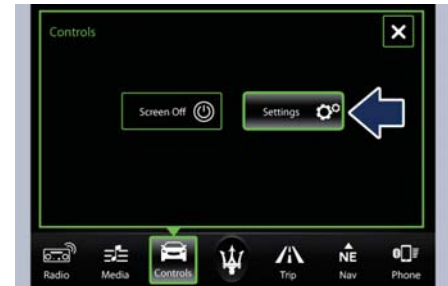 Controls
Screen Off
Settings
NE
Radio
Media
Controls
Trip
Nav
Phone